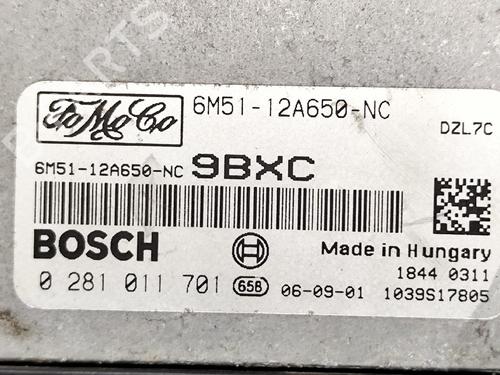 FoMoCo
6M51-12A650-NC
DZL7C
6M51-12A650-NC 9BXC
BOSCH
Made in Hungary
1844 0311
0 281 011 701 658 06-09-01 1039S17805